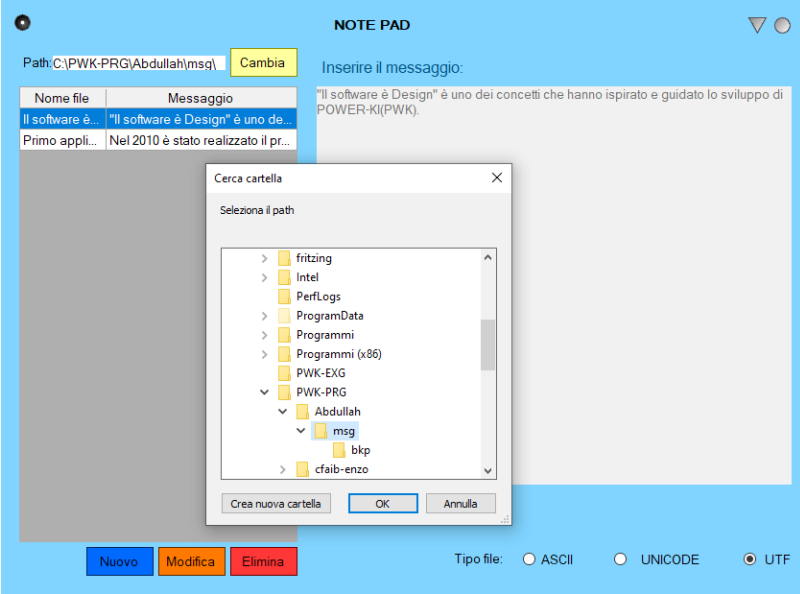 NOTE PAD
Path: C:\PWK-PRG\Abdullah\msg\ Cambia
Nome file Messaggio
Il software è... "Il software è Design" è uno de...
Primo appli... Nel 2010 è stato realizzato il pr...
Inserire il messaggio:
"Il software è Design" è uno dei concetti che hanno ispirato e guidato lo sviluppo di
POWER-KI(PWK).
Cerca cartella
Seleziona il path
fritzing
Intel
PerfLogs
ProgramData
Programmi
Programmi (x86)
PWK-EXG
PWK-PRG
Abdullah
msg
bkp
cfaib-enzo
Crea nuova cartella OK Annulla
Nuovo Modifica Elimina
Tipo file: ASCII UNICODE UTF